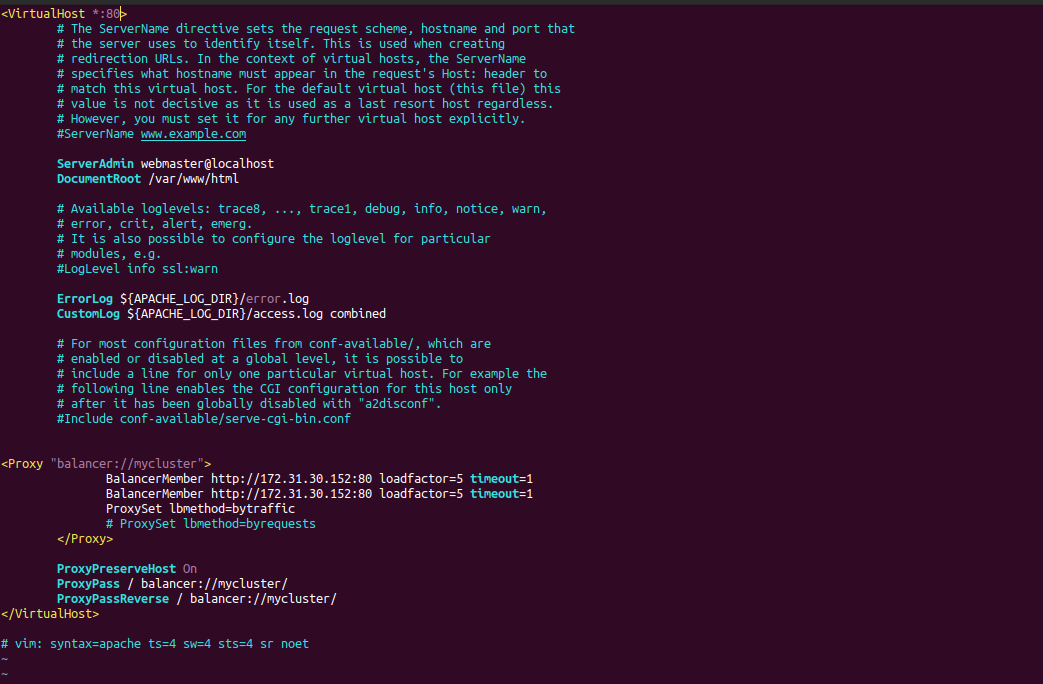 <VirtualHost *:80>
# The ServerName directive sets the request scheme, hostname and port that
# the server uses to identify itself. This is used when creating
# redirection URLs. In the context of virtual hosts, the ServerName
# specifies what hostname must appear in the request's Host: header to
# match this virtual host. For the default virtual host (this file) this
# value is not decisive as it is used as a last resort host regardless.
# However, you must set it for any further virtual host explicitly.
#ServerName www.example.com
ServerAdmin webmaster@localhost
DocumentRoot /var/www/html
# Available loglevels: trace8, ..., trace1, debug, info, notice, warn,
# error, crit, alert, emerg.
# It is also possible to configure the loglevel for particular
# modules, e.g.
#LogLevel info ssl:warn
ErrorLog ${APACHE_LOG_DIR}/error.log
CustomLog ${APACHE_LOG_DIR}/access.log combined
# For most configuration files from conf-available/, which are
# enabled or disabled at a global level, it is possible to
# include a line for only one particular virtual host. For example the
# following line enables the CGI configuration for this host only
# after it has been globally disabled with "a2disconf".
#Include conf-available/serve-cgi-bin.conf
<Proxy "balancer://mycluster">
BalancerMember http://172.31.30.152:80 loadfactor=5 timeout=1
BalancerMember http://172.31.30.152:80 loadfactor=5 timeout=1
ProxySet lbmethod=bytraffic
# ProxySet lbmethod=byrequests
</Proxy>
ProxyPreserveHost On
ProxyPass / balancer://mycluster/
ProxyPassReverse / balancer://mycluster/
</VirtualHost>
# vim: syntax=apache ts=4 sw=4 sts=4 sr noet
~
~